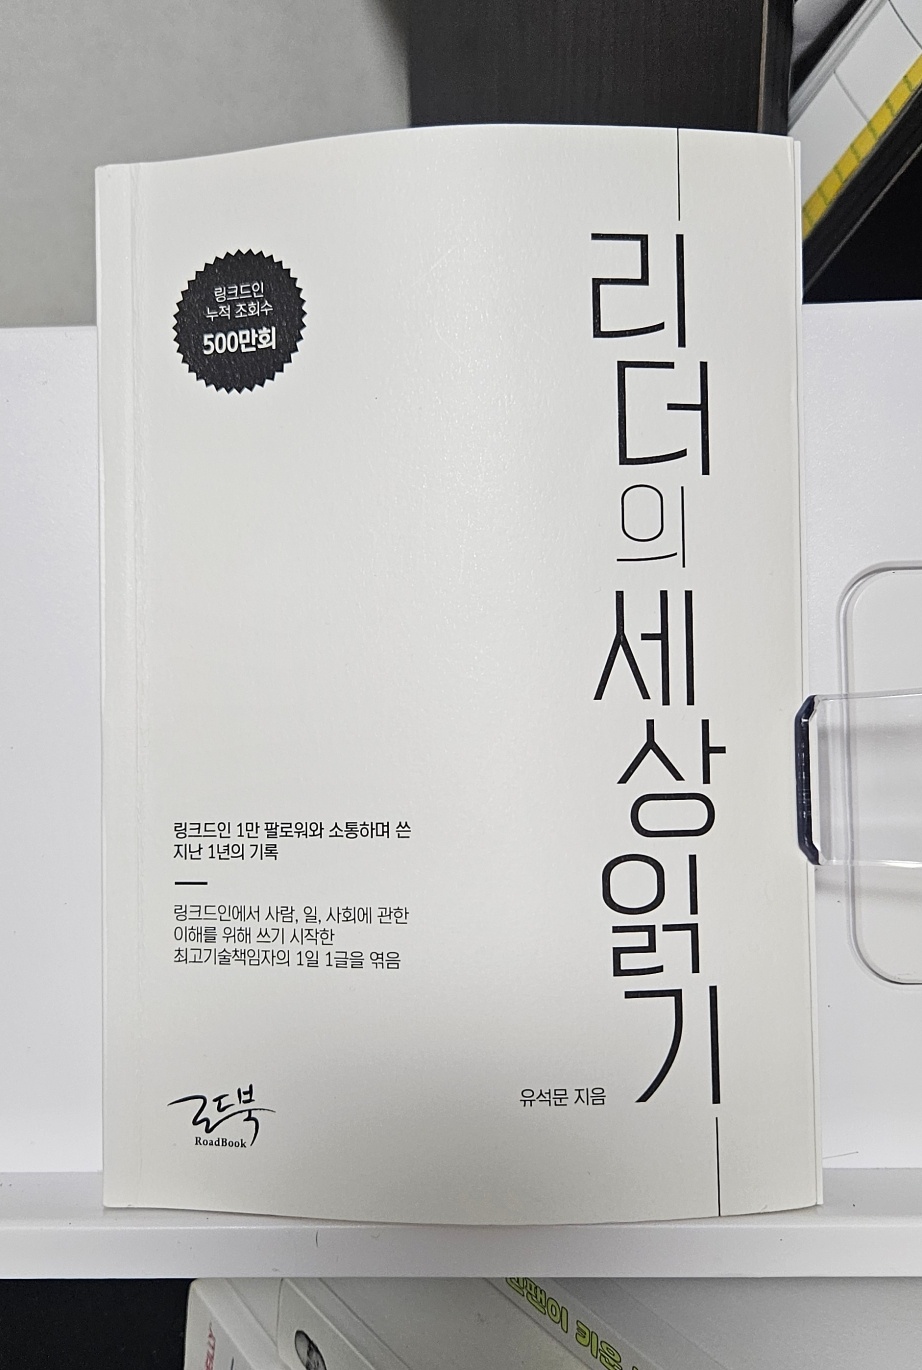 링크드인
누적 조회수
500만회
리더의 세상읽기
링크드인 1만 팔로워와 소통하며 쓴
지난 1년의 기록
링크드인에서 사람, 일, 사회에 관한
이해를 위해 쓰기 시작한
최고기술책임자의 1일 1글을 엮음
유석문 지음
로드북
RoadBook
키운